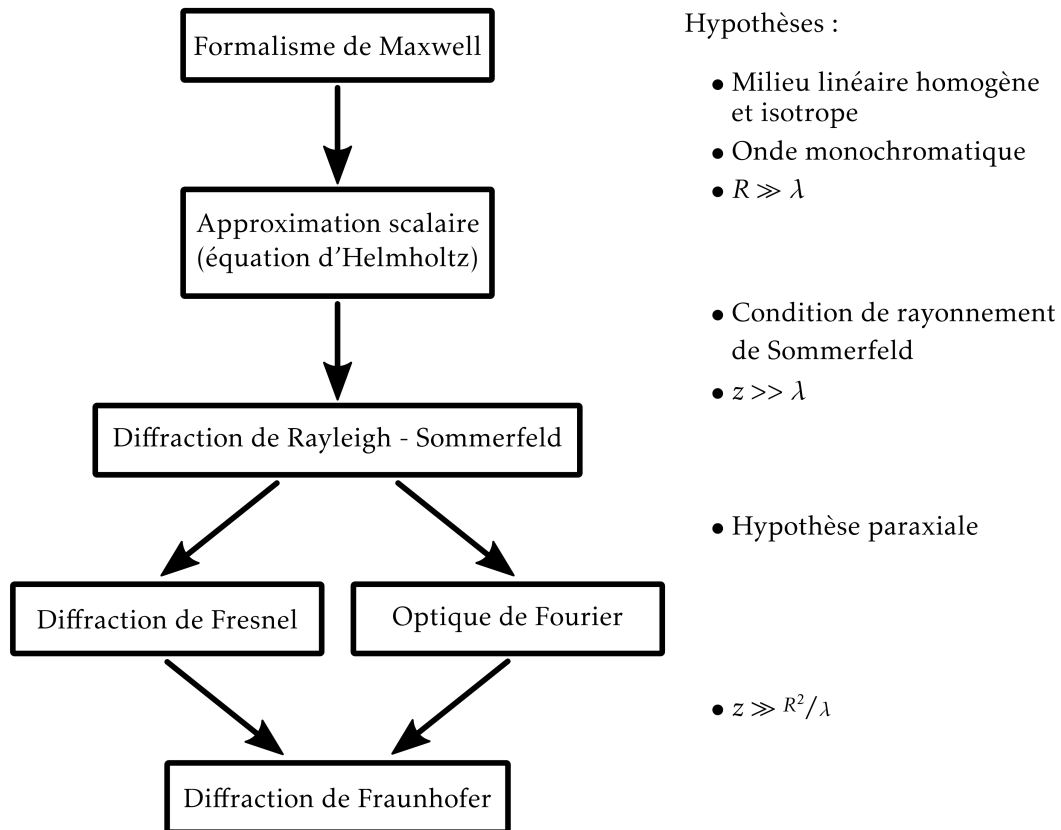 Formalisme de Maxwell
Approximation scalaire
(équation d'Helmholtz)
Diffraction de Rayleigh - Sommerfeld
Diffraction de Fresnel
Optique de Fourier
Diffraction de Fraunhofer
Hypothèses :
• Milieu linéaire homogène
et isotrope
• Onde monochromatique
• R ≫ λ
• Condition de rayonnement
de Sommerfeld
• z >> λ
• Hypothèse paraxiale
• z ≫ R²/λ